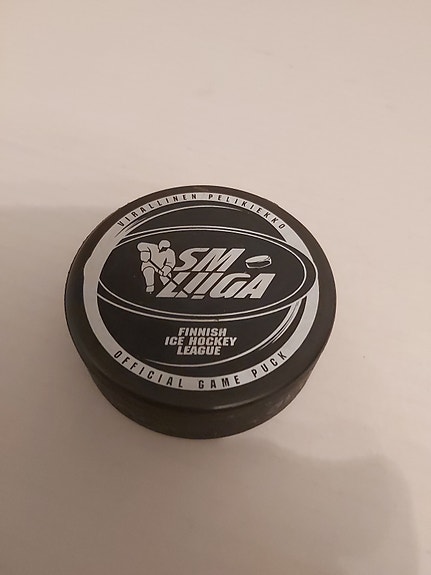 VIRALLINEN PELIKIEKKO
SM
LIIGA
FINNISH
ICE HOCKEY
LEAGUE
OFFICIAL GAME PUCK